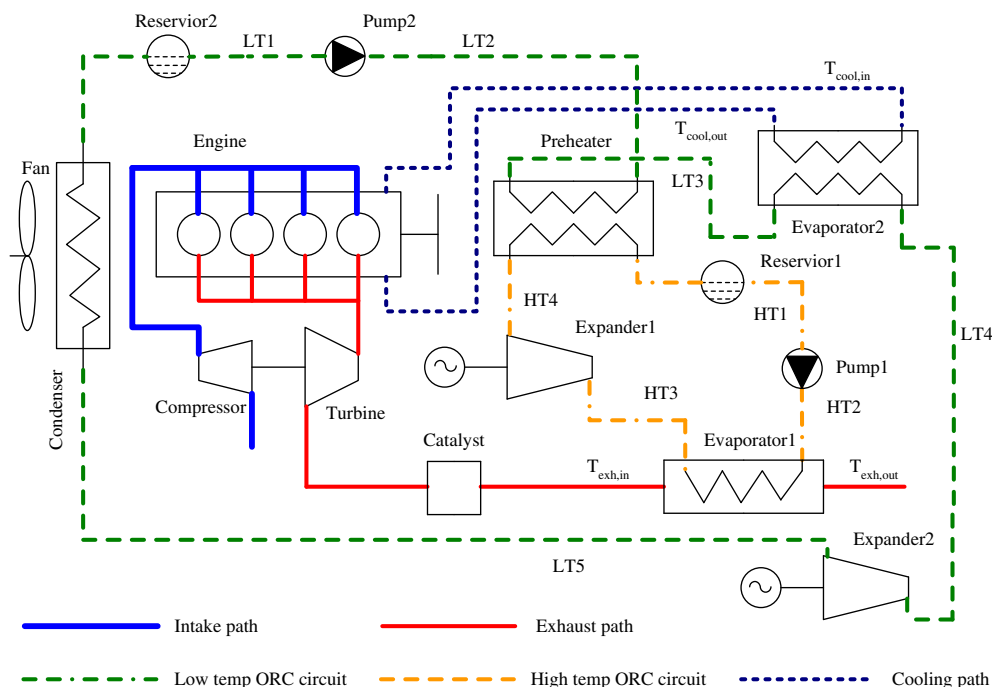 Reservior2
LT1
Pump2
LT2
T_cool,in
Engine
T_cool,out
Preheater
Fan
LT3
Evaporator2
Reservior1
HT4
HT1
LT4
Expander1
Pump1
Condenser
Compressor
Turbine
HT3
HT2
Catalyst
Evaporator1
T_exh,in
T_exh,out
Expander2
LT5
Intake path
Exhaust path
Low temp ORC circuit
High temp ORC circuit
Cooling path